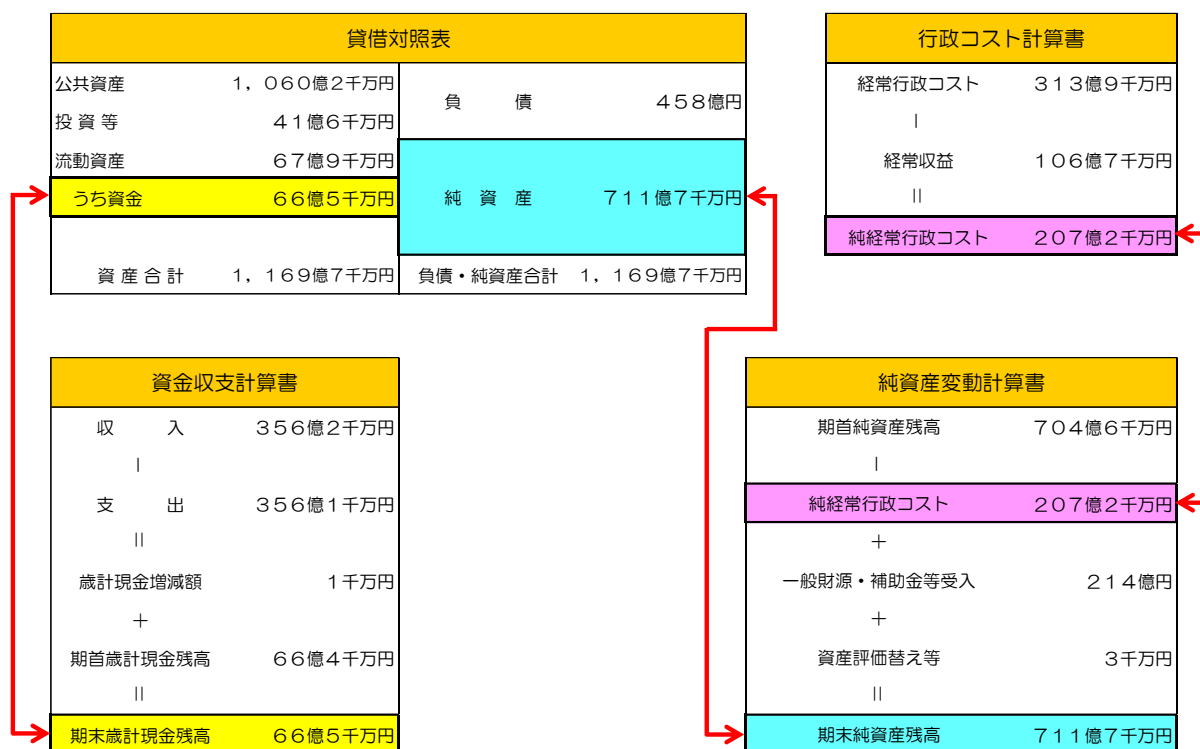 貸借対照表
公共資産 1,060億2千万円
投資等 41億6千万円
流動資産 67億9千万円
うち資金 66億5千万円
資産合計 1,169億7千万円
負債 458億円
純資産 711億7千万円
負債・純資産合計 1,169億7千万円
行政コスト計算書
経常行政コスト 313億9千万円
－
経常収益 106億7千万円
＝
純経常行政コスト 207億2千万円
資金収支計算書
収入 356億2千万円
－
支出 356億1千万円
＝
歳計現金増減額 1千万円
＋
期首歳計現金残高 66億4千万円
＝
期末歳計現金残高 66億5千万円
純資産変動計算書
期首純資産残高 704億6千万円
－
純経常行政コスト 207億2千万円
＋
一般財源・補助金等受入 214億円
＋
資産評価替え等 3千万円
＝
期末純資産残高 711億7千万円